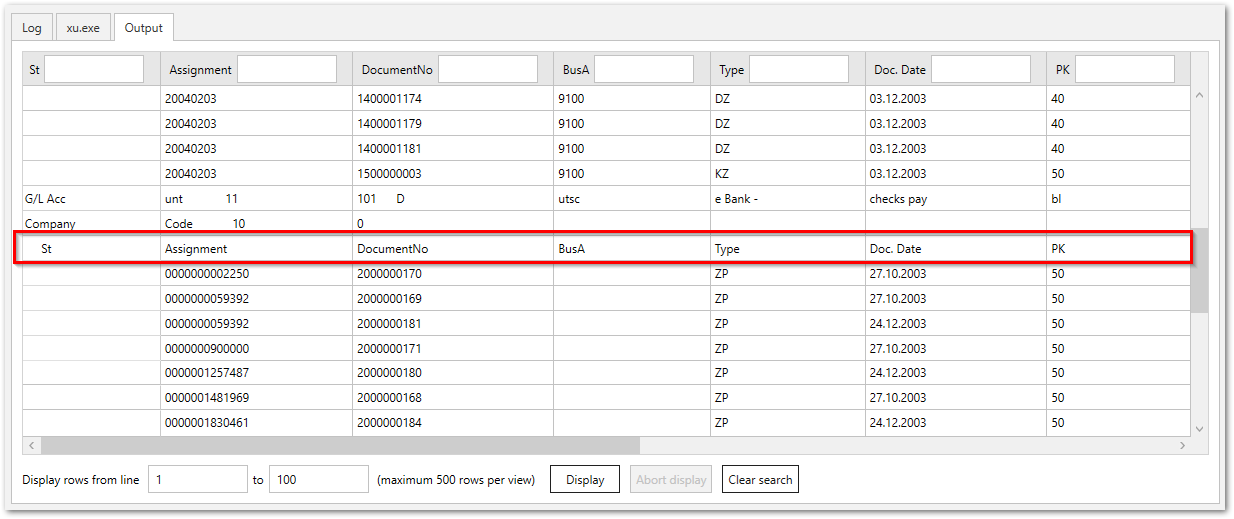 Log xu.exe Output
St Assignment DocumentNo BusA Type Doc. Date PK
20040203 1400001174 9100 DZ 03.12.2003 40
20040203 1400001179 9100 DZ 03.12.2003 40
20040203 1400001181 9100 DZ 03.12.2003 40
20040203 1500000003 9100 KZ 03.12.2003 50
G/L Acc unt 11 101 D utsc e Bank - checks pay bl
Company Code 10 0
St Assignment DocumentNo BusA Type Doc. Date PK
0000000002250 2000000170 ZP 27.10.2003 50
0000000059392 2000000169 ZP 27.10.2003 50
0000000059392 2000000181 ZP 24.12.2003 50
0000000900000 2000000171 ZP 27.10.2003 50
0000001257487 2000000180 ZP 24.12.2003 50
0000001481969 2000000168 ZP 27.10.2003 50
0000001830461 2000000184 ZP 24.12.2003 50
Display rows from line 1 to 100 (maximum 500 rows per view) Display Abort display Clear search